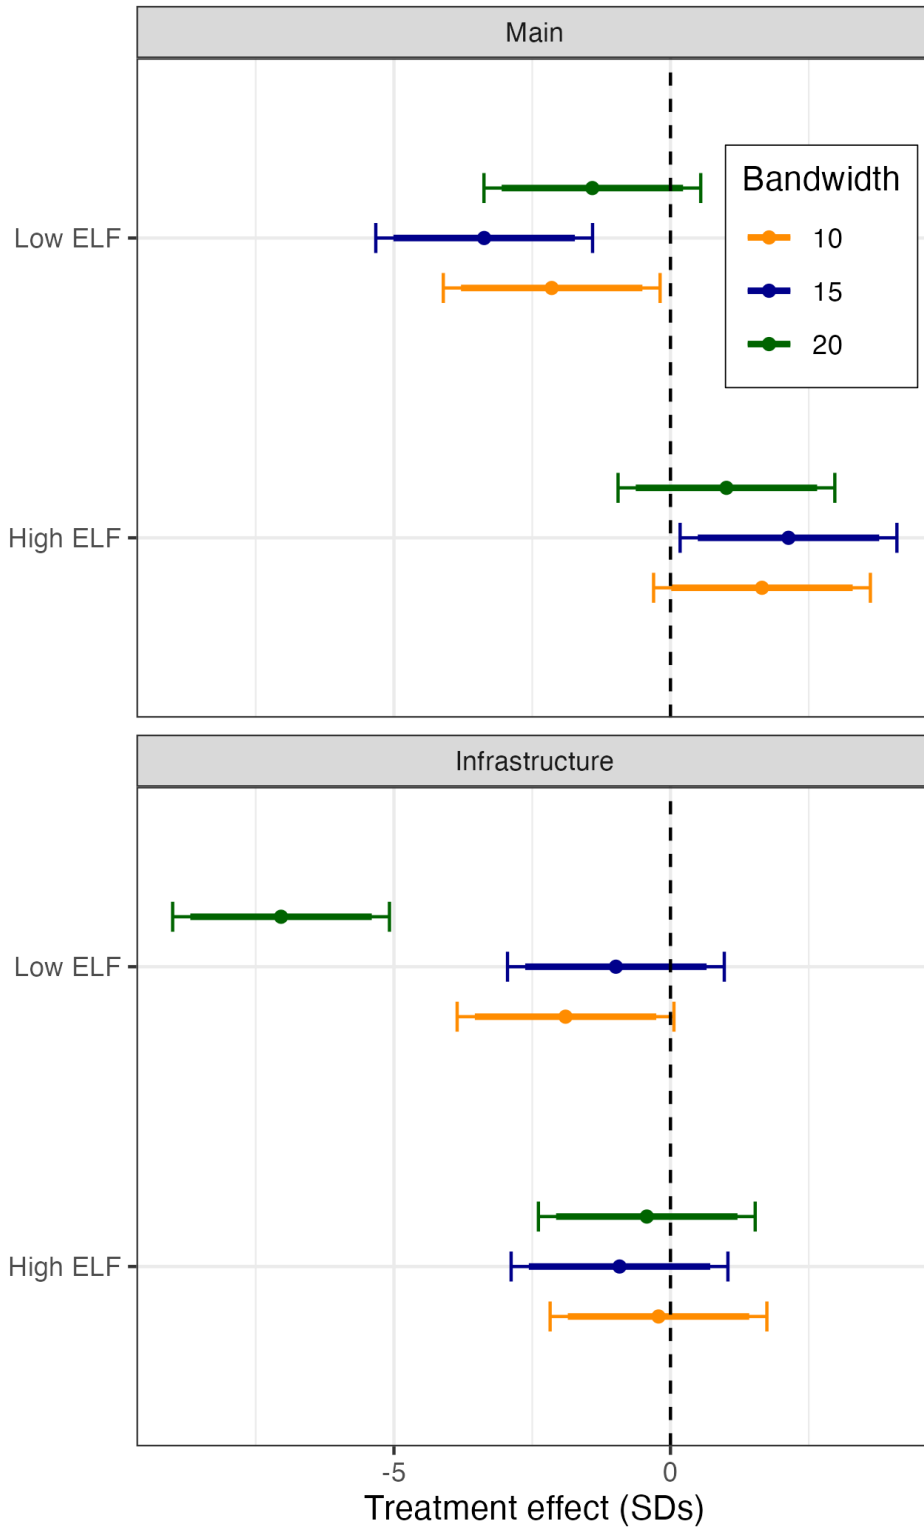 Main
Bandwidth
10
15
20
Low ELF
High ELF
Infrastructure
Low ELF
High ELF
-5 0
Treatment effect (SDs)